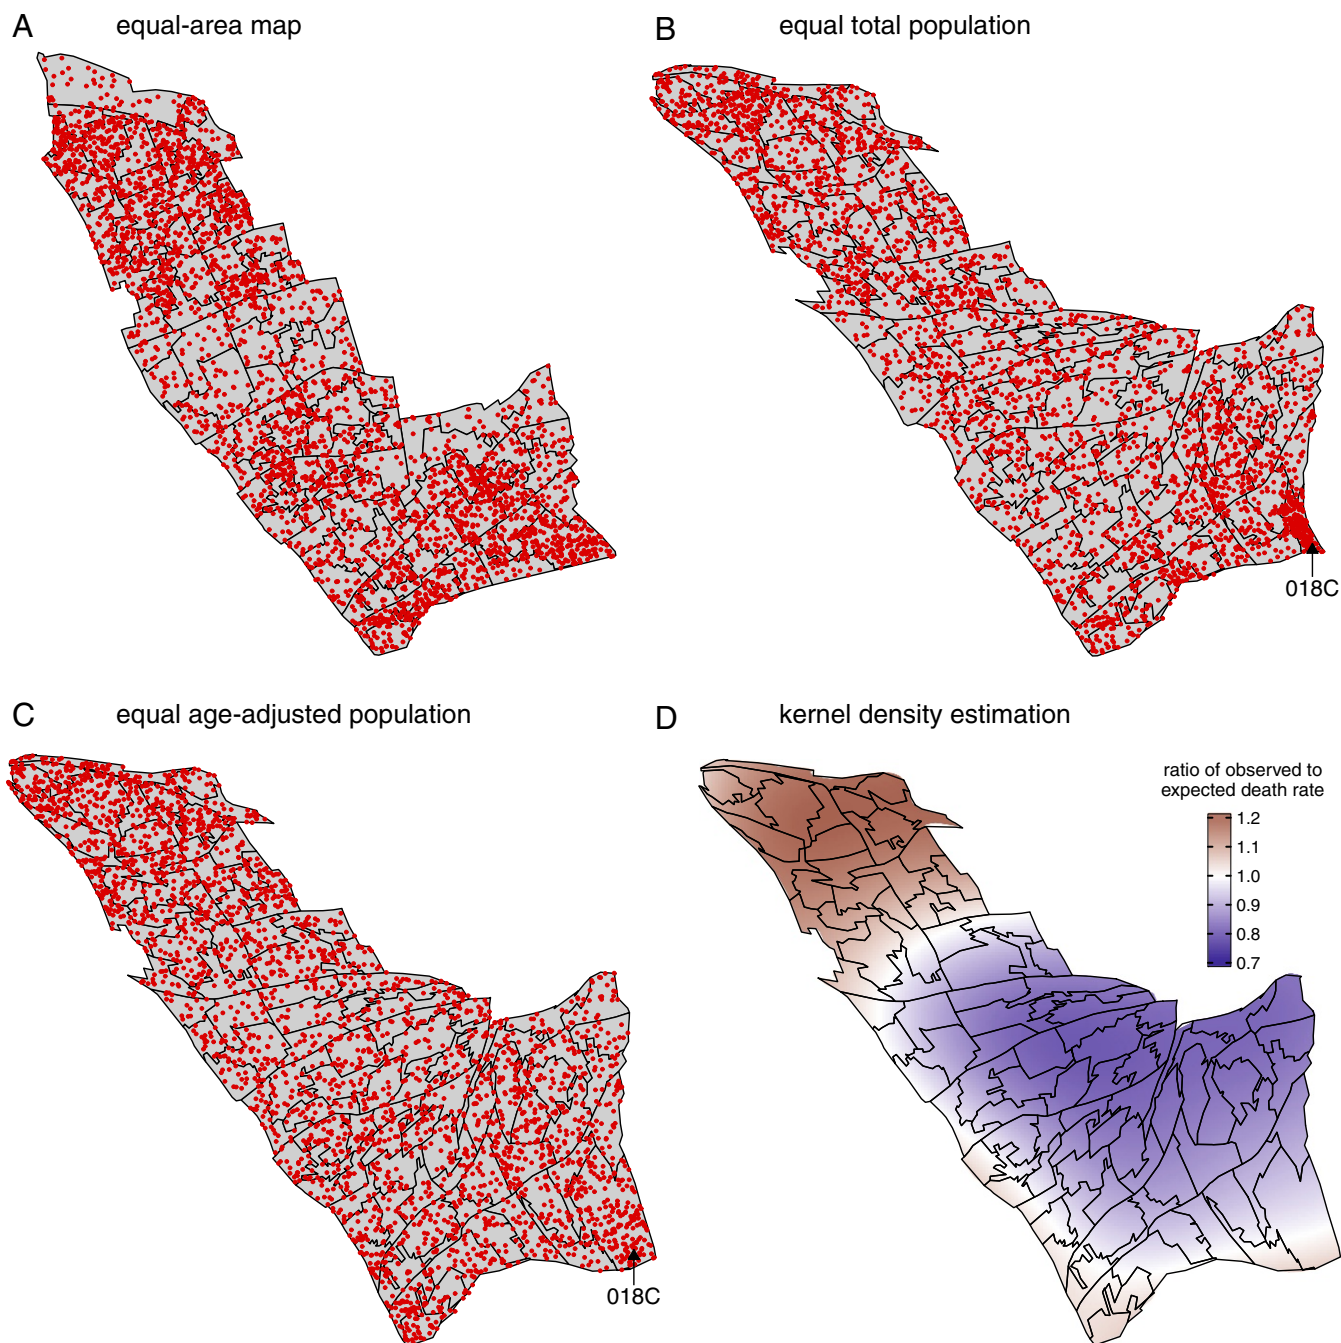 A equal-area map
B equal total population
018C
C equal age-adjusted population
018C
D kernel density estimation
ratio of observed to
expected death rate
1.2
1.1
1.0
0.9
0.8
0.7